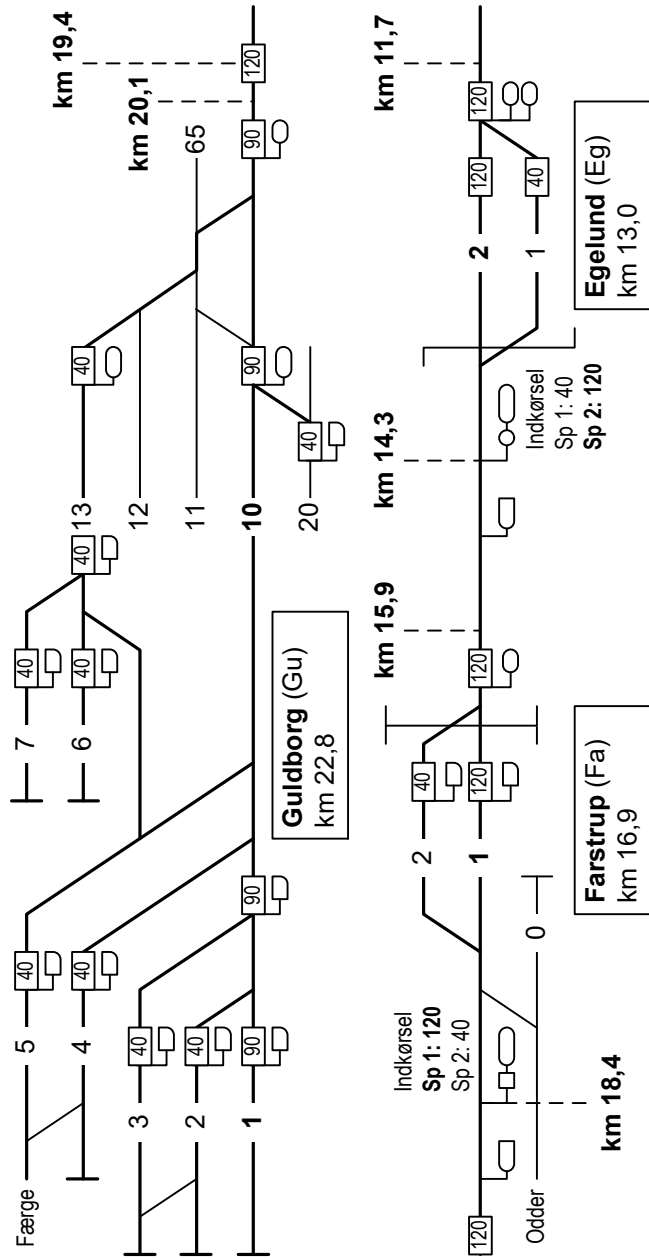 Færge 5 40 7 40
4 40 6 40 40 13 40
km 19,4
3 40 12
km 20,1
2 40 11 65
1 90 90 10 90 90 120
20 40
Guldborg (Gu)
km 22,8
km 15,9
km 14,3
km 11,7
Indkørsel
Sp 1: 120
Sp 2: 40
2 40
120 1 120 120 2 120 120
Odder 0
1 40
Indkørsel
Sp 1: 40
Sp 2: 120
km 18,4
Farstrup (Fa)
km 16,9
Egelund (Eg)
km 13,0